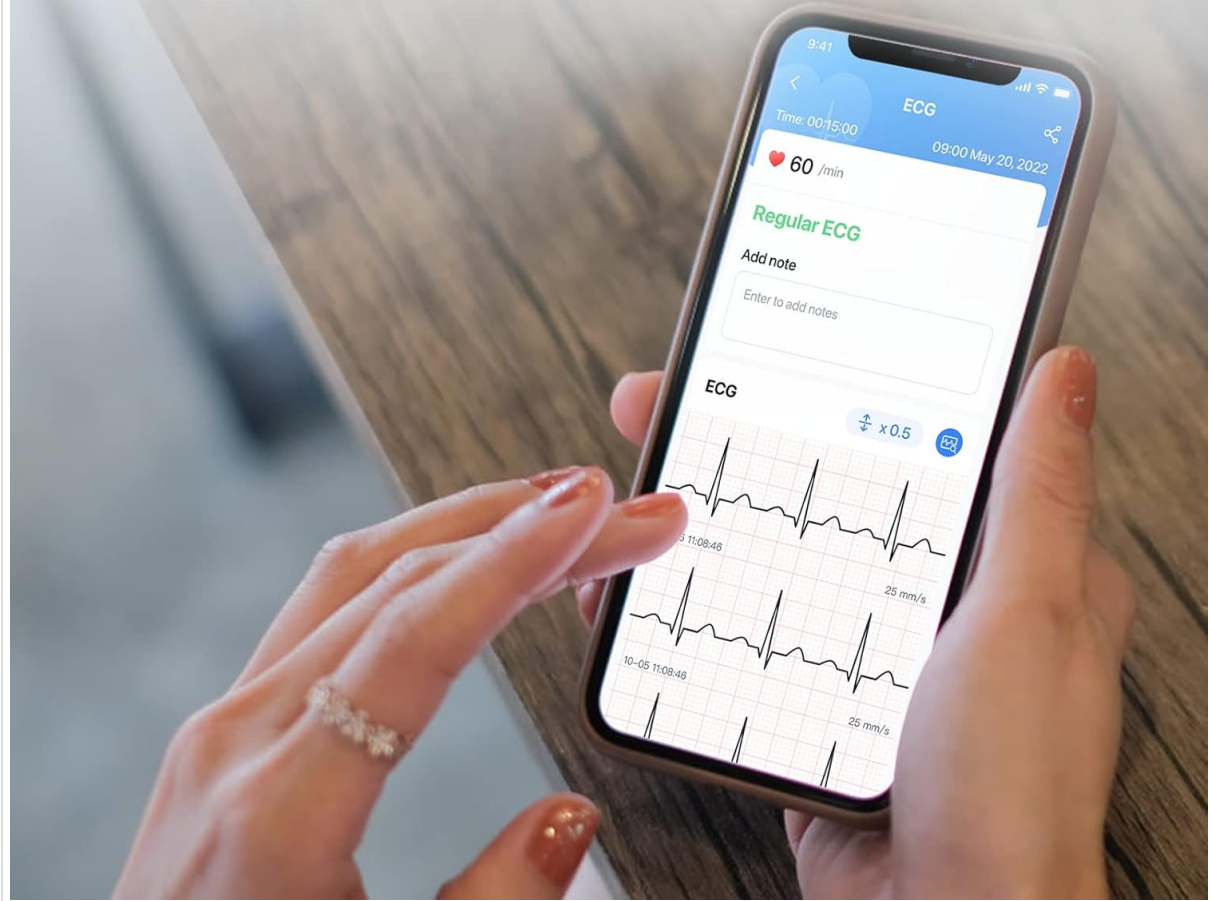 9:41
ECG
Time: 00:15:00
09:00 May 20, 2022
60 /min
Regular ECG
Add note
Enter to add notes
ECG
x 0.5
11:08:46
25 mm/s
10-05 11:08:46
25 mm/s